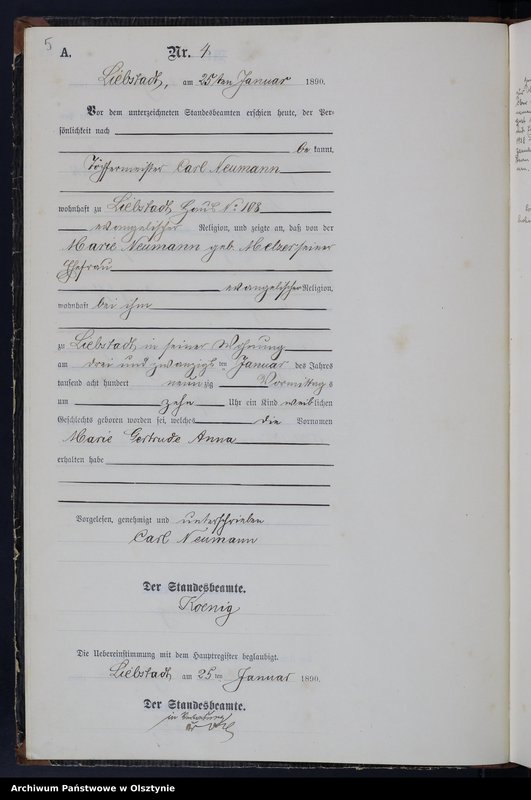 5
A. Nr. 4.
Liebstadt, am 25ten Januar 1890.
Vor dem unterzeichneten Standesbeamten erschien heute, der Per-
sönlichkeit nach
be kannt,
Töpfermeister Carl Neumann
wohnhaft zu Liebstadt Haus No 108
evangelischer Religion, und zeigte an, daß von der
Marie Neumann geb. Melzer seiner
Ehefrau
evangelischer Religion,
wohnhaft bei ihm
zu Liebstadt in seiner Wohnung
am drei und zwanzigsten Januar des Jahres
tausend acht hundert neunzig Vormittags
um zehn Uhr ein Kind weiblichen
Geschlechts geboren worden sei, welches die Vornamen
Marie Gertrude Anna
erhalten habe
Vorgelesen, genehmigt und unterschrieben
Carl Neumann
Der Standesbeamte.
Koenig
Die Uebereinstimmung mit dem Hauptregister beglaubigt.
Liebstadt am 25ten Januar 1890.
Der Standesbeamte.
in Vertretung
Archiwum Państwowe w Olsztynie